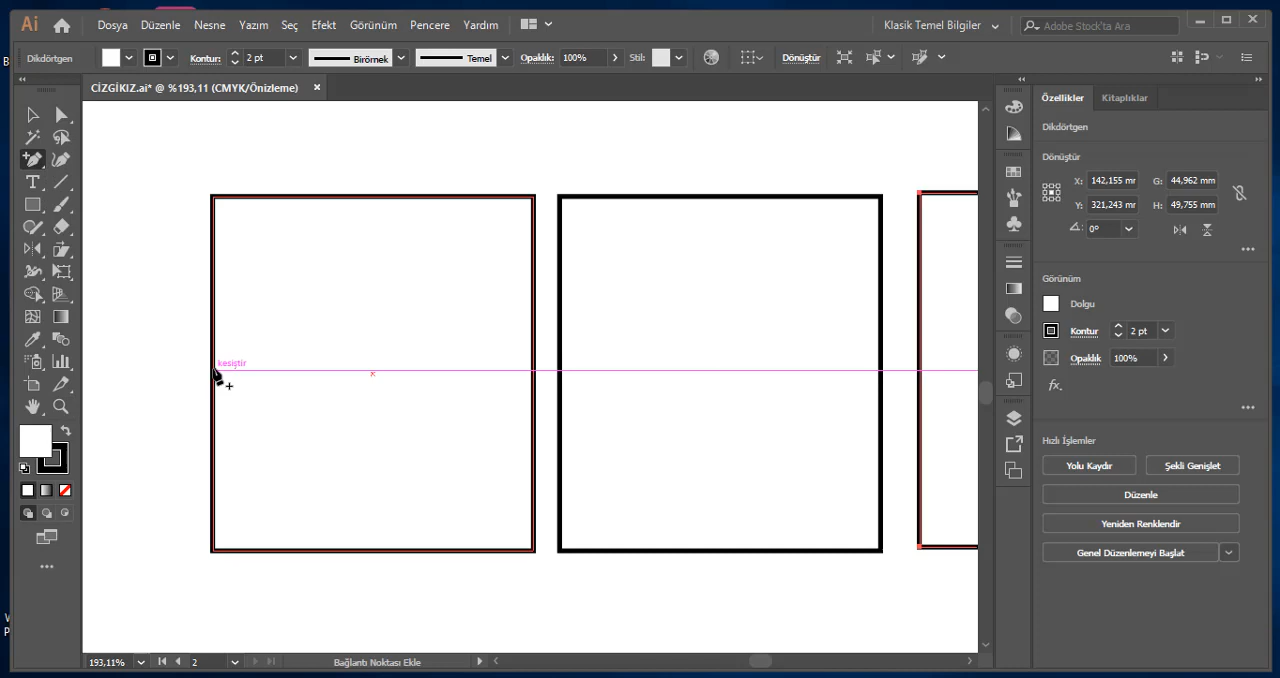 Ai Dosya Düzenle Nesne Yazım Seç Efekt Görünüm Pencere Yardım Klasik Temel Bilgiler Adobe Stock'ta Ara
Dikdörtgen Kontur: 2 pt Birörnek Temel Opaklık: 100% Stil: Dönüştür
CİZGİKIZ.ai* @ %193,11 (CMYK/Önizleme)
Özellikler Kitaplıklar
Dikdörtgen
Dönüştür
X: 142,155 mr G: 44,962 mm
Y: 321,243 mr H: 49,755 mm
0°
Görünüm
Dolgu
Kontur 2 pt
Opaklık 100%
fx.
Hızlı İşlemler
Yolu Kaydır Şekli Genişlet
Düzenle
Yeniden Renklendir
Genel Düzenlemeyi Başlat
kesiştir
193,11% 2 Bağlantı Noktası Ekle